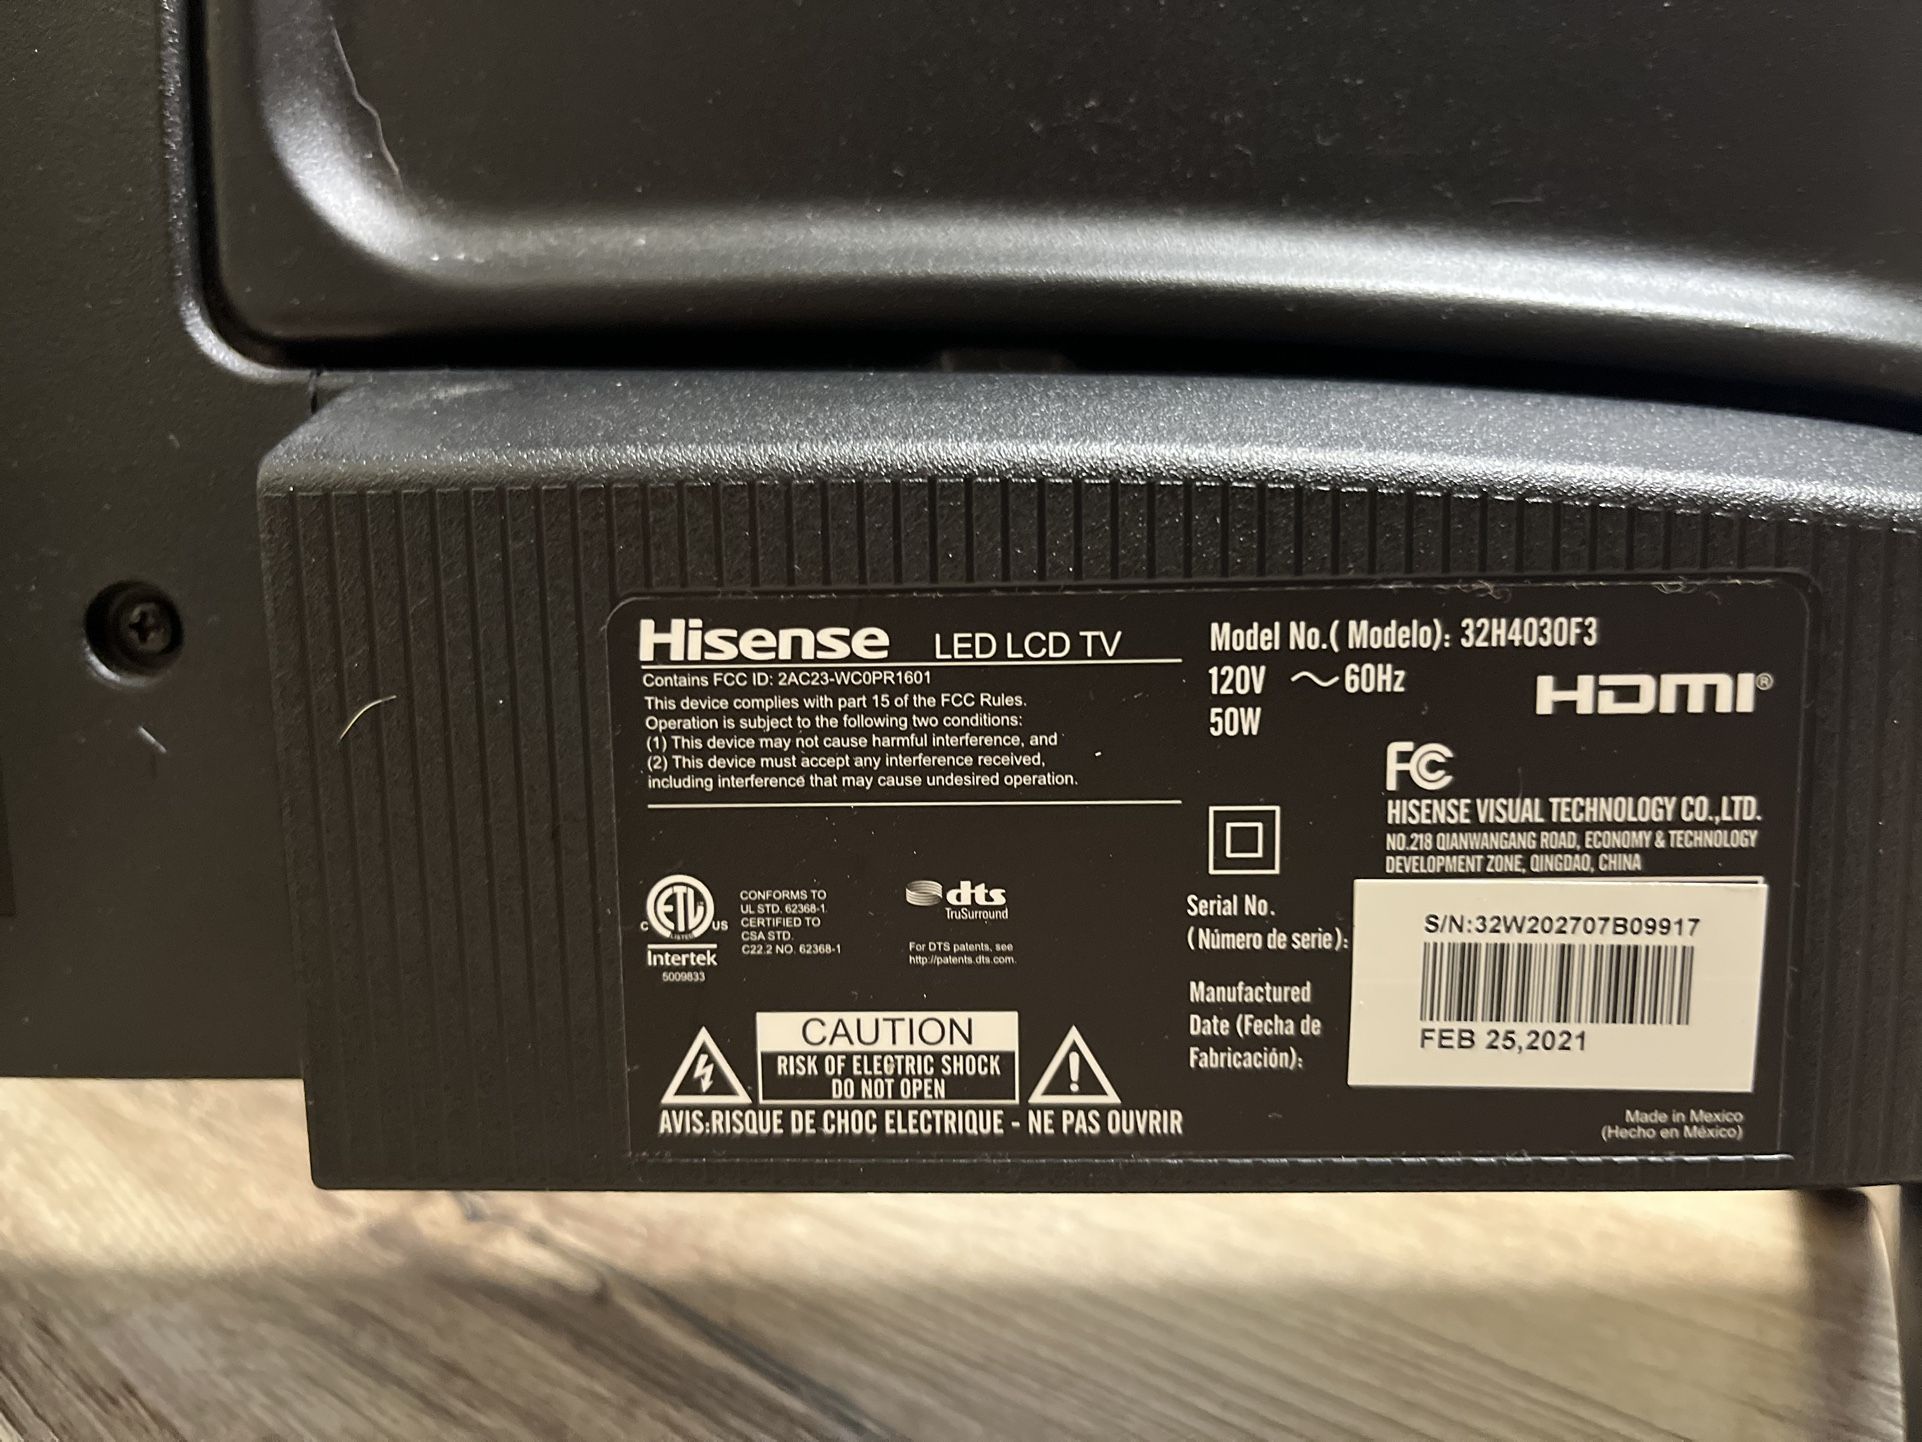 Hisense LED LCD TV
Contains FCC ID: 2AC23-WC0PR1601
This device complies with part 15 of the FCC Rules.
Operation is subject to the following two conditions:
(1) This device may not cause harmful interference, and
(2) This device must accept any interference received,
including interference that may cause undesired operation.
Model No.( Modelo): 32H4030F3
120V ～60Hz
50W
HDMI®
FC
HISENSE VISUAL TECHNOLOGY CO.,LTD.
NO.218 QIANWANGANG ROAD, ECONOMY & TECHNOLOGY
DEVELOPMENT ZONE, QINGDAO, CHINA
ETL
LISTED
C US
Intertek
5009833
CONFORMS TO
UL STD. 62368-1
CERTIFIED TO
CSA STD.
C22.2 NO. 62368-1
dts
TruSurround
For DTS patents, see
http://patents.dts.com.
Serial No.
(Número de serie):
S/N:32W202707B09917
Manufactured
Date (Fecha de
Fabricación):
FEB 25,2021
CAUTION
RISK OF ELECTRIC SHOCK
DO NOT OPEN
AVIS:RISQUE DE CHOC ELECTRIQUE - NE PAS OUVRIR
Made in Mexico
(Hecho en México)